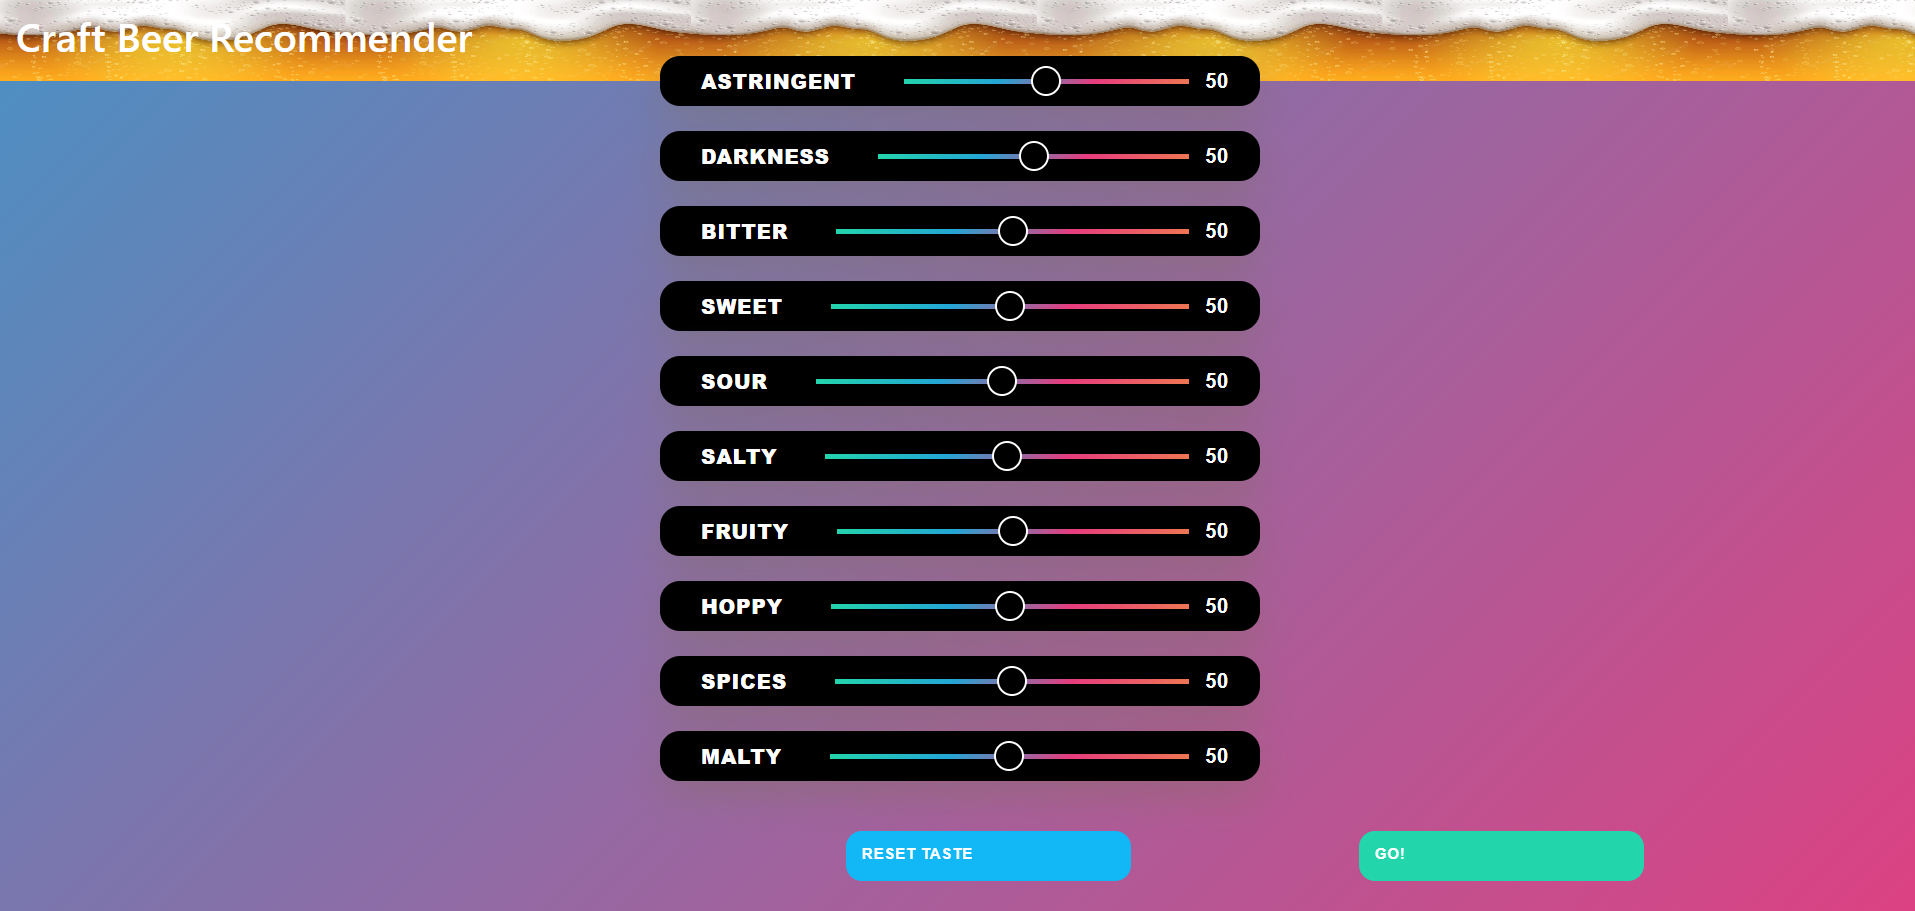 Craft Beer Recommender
ASTRINGENT 50
DARKNESS 50
BITTER 50
SWEET 50
SOUR 50
SALTY 50
FRUITY 50
HOPPY 50
SPICES 50
MALTY 50
RESET TASTE GO!